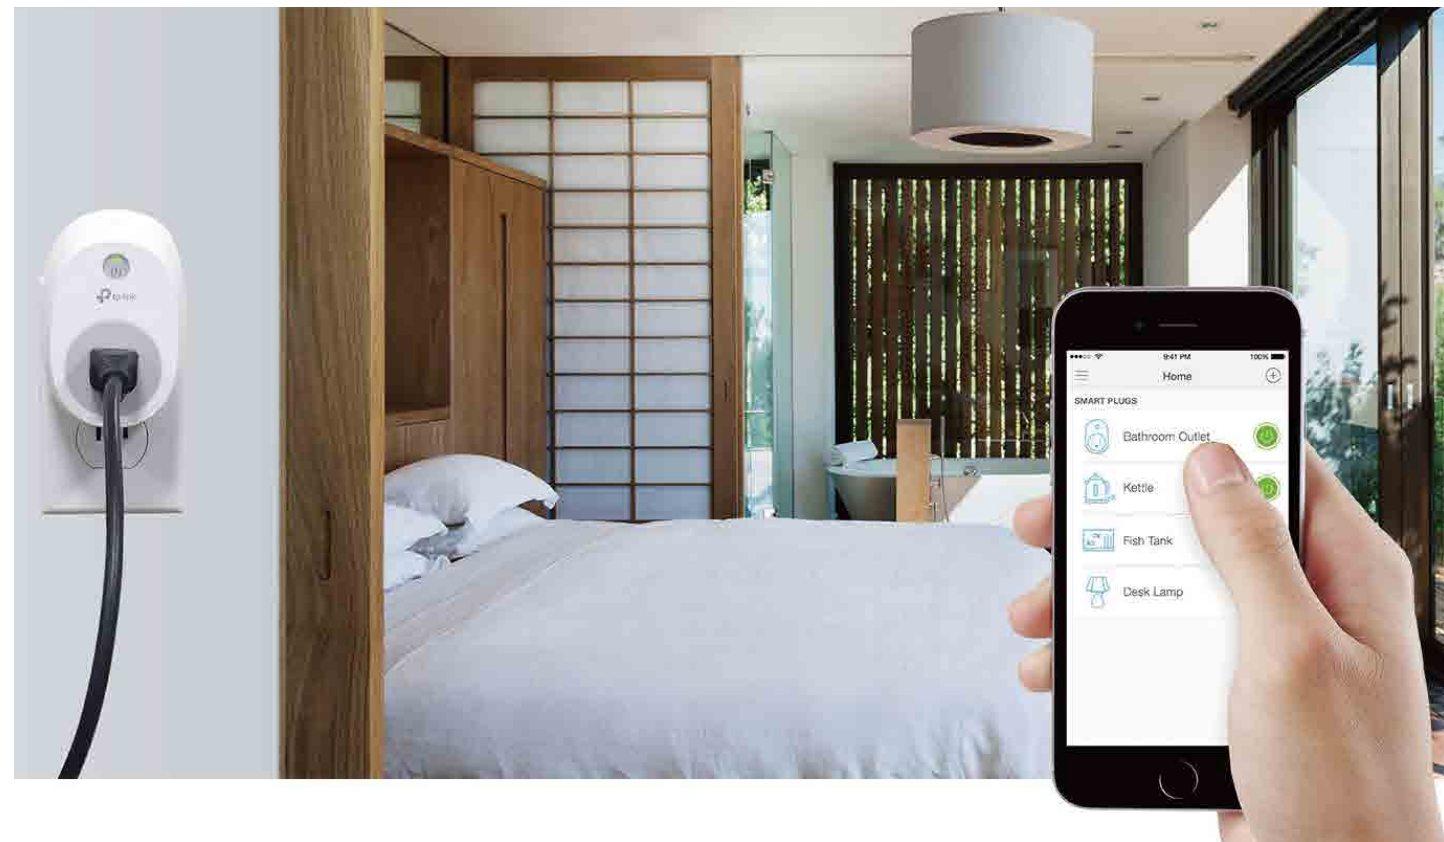 tp-link
9:41 PM
100%
Home
SMART PLUGS
Bathroom Outlet
Kettle
Fish Tank
Desk Lamp